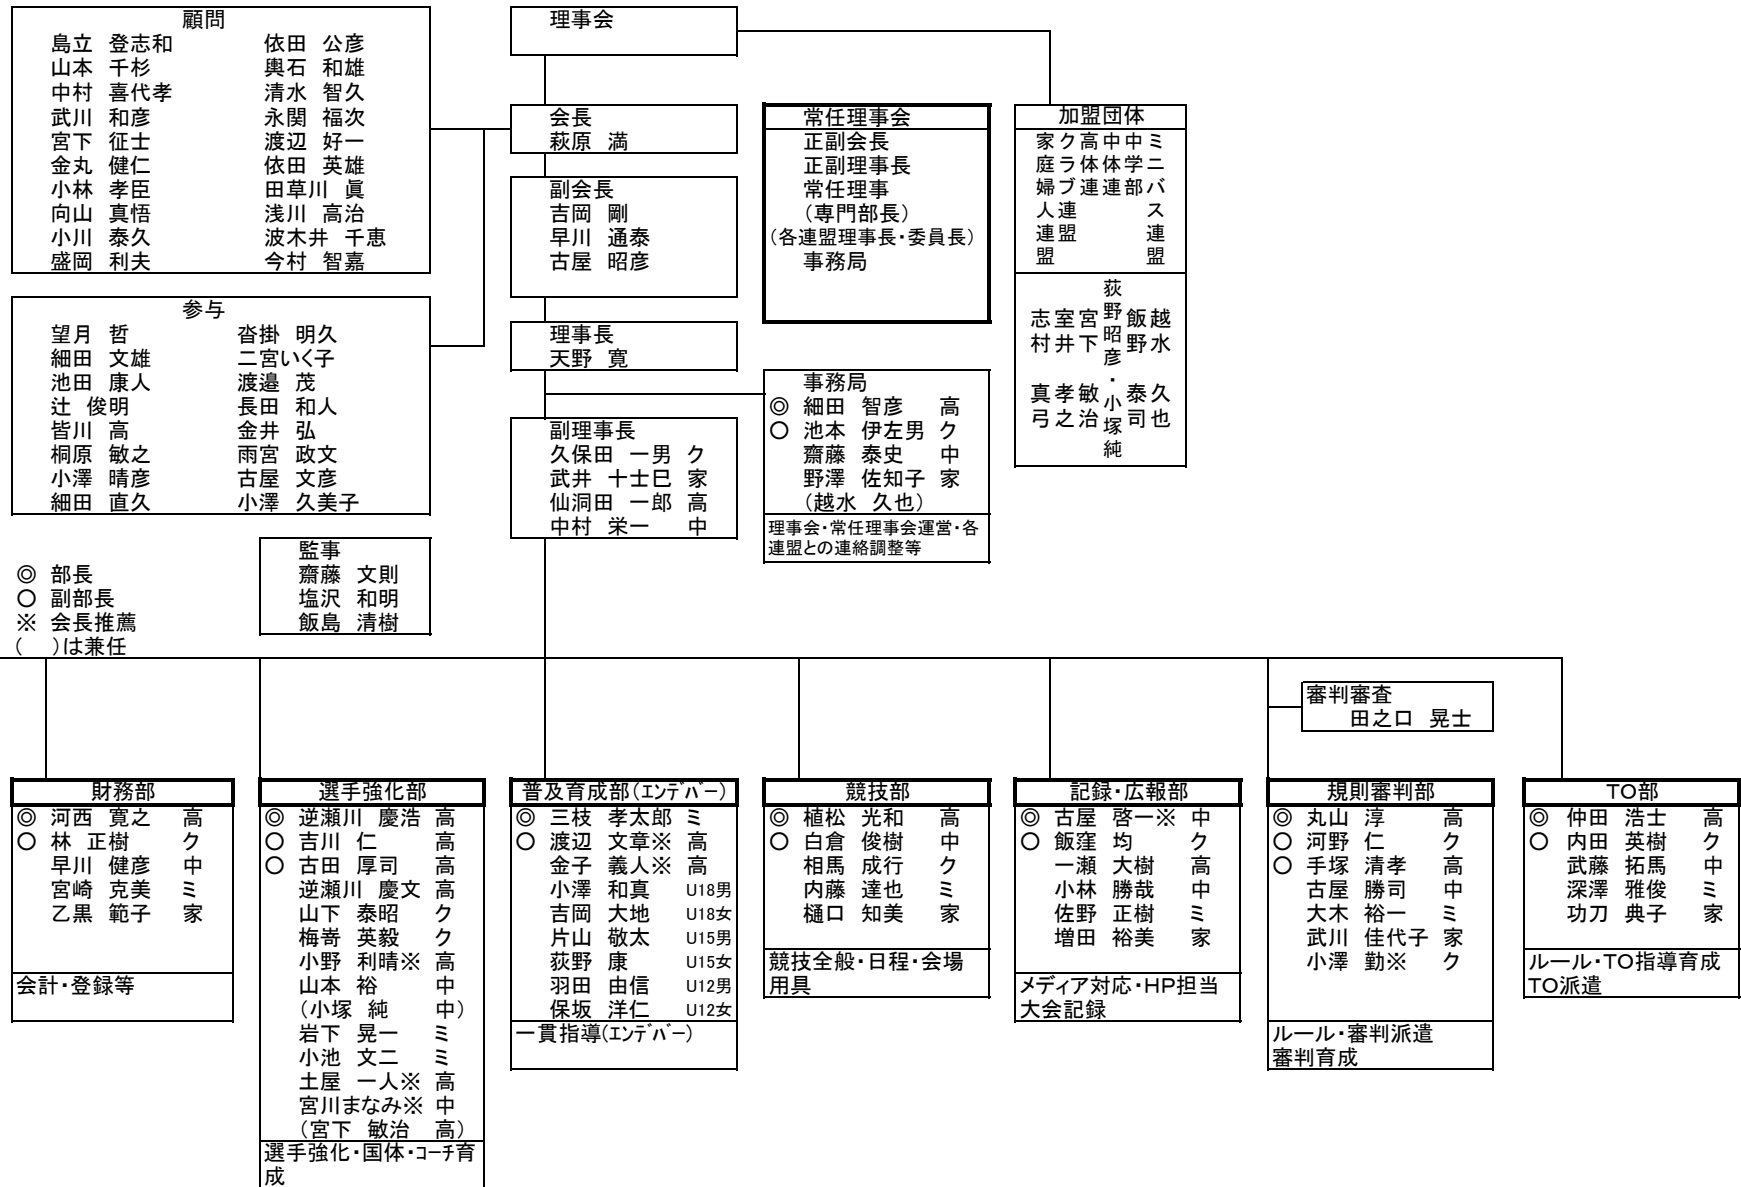 顧問
島立 登志和 依田 公彦
山本 千杉 輿石 和雄
中村 喜代孝 清水 智久
武川 和彦 永関 福次
宮下 征士 渡辺 好一
金丸 健仁 依田 英雄
小林 孝臣 田草川 眞
向山 真悟 浅川 高治
小川 泰久 波木井 千恵
盛岡 利夫 今村 智嘉
参与
望月 哲 沓掛 明久
細田 文雄 二宮いく子
池田 康人 渡邉 茂
辻 俊明 長田 和人
皆川 高 金井 弘
桐原 敏之 雨宮 政文
小澤 晴彦 古屋 文彦
細田 直久 小澤 久美子
◎ 部長
〇 副部長
※ 会長推薦
( )は兼任
監事
齋藤 文則
塩沢 和明
飯島 清樹
理事会
会長
萩原 満
副会長
吉岡 剛
早川 通泰
古屋 昭彦
理事長
天野 寛
副理事長
久保田 一男 ク
武井 十士巳 家
仙洞田 一郎 高
中村 栄一 中
常任理事会
正副会長
正副理事長
常任理事
(専門部長)
(各連盟理事長・委員長)
事務局
事務局
◎ 細田 智彦 高
〇 池本 伊左男 ク
齋藤 泰史 中
野澤 佐知子 家
(越水 久也)
理事会・常任理事会運営・各
連盟との連絡調整等
加盟団体
家庭婦人連盟
クラブ連盟
高体連
中体連
中学部
ミニバス連盟
志村 真弓
室井 孝之
宮下 敏治
荻野昭彦・小塚純
飯野 泰司
越水 久也
審判審査
田之口 晃士
財務部
◎ 河西 寛之 高
〇 林 正樹 ク
早川 健彦 中
宮崎 克美 ミ
乙黒 範子 家
会計・登録等
選手強化部
◎ 逆瀬川 慶浩 高
〇 吉川 仁 高
〇 古田 厚司 高
逆瀬川 慶文 高
山下 泰昭 ク
梅嵜 英毅 ク
小野 利晴※ 高
山本 裕 中
(小塚 純 中)
岩下 晃一 ミ
小池 文二 ミ
土屋 一人※ 高
宮川まなみ※ 中
(宮下 敏治 高)
選手強化・国体・ｺｰﾁ育
成
普及育成部(ｴﾝﾃﾞﾊﾞｰ)
◎ 三枝 孝太郎 ミ
〇 渡辺 文章※ 高
金子 義人※ 高
小澤 和真 U18男
吉岡 大地 U18女
片山 敬太 U15男
荻野 康 U15女
羽田 由信 U12男
保坂 洋仁 U12女
一貫指導(ｴﾝﾃﾞﾊﾞｰ)
競技部
◎ 植松 光和 高
〇 白倉 俊樹 中
相馬 成行 ク
内藤 達也 ミ
樋口 知美 家
競技全般・日程・会場
用具
記録・広報部
◎ 古屋 啓一※ 中
〇 飯窪 均 ク
一瀬 大樹 高
小林 勝哉 中
佐野 正樹 ミ
増田 裕美 家
メディア対応・HP担当
大会記録
規則審判部
◎ 丸山 淳 高
〇 河野 仁 ク
〇 手塚 清孝 高
古屋 勝司 中
大木 裕一 ミ
武川 佳代子 家
小澤 勤※ ク
ルール・審判派遣
審判育成
TO部
◎ 仲田 浩士 高
〇 内田 英樹 ク
武藤 拓馬 中
深澤 雅俊 ミ
功刀 典子 家
ルール・TO指導育成
TO派遣